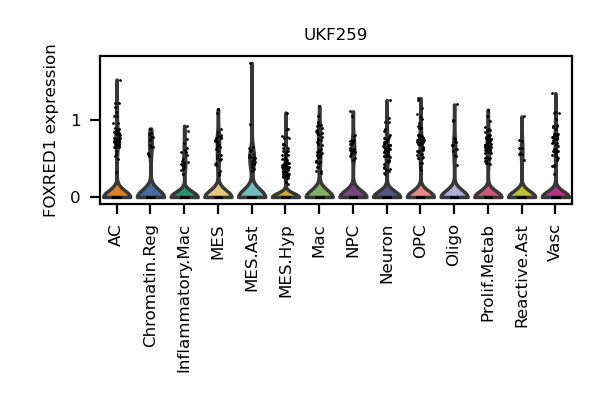 UKF259
FOXRED1 expression
1
0
AC
Chromatin.Reg
Inflammatory.Mac
MES
MES.Ast
MES.Hyp
Mac
NPC
Neuron
OPC
Oligo
Prolif.Metab
Reactive.Ast
Vasc